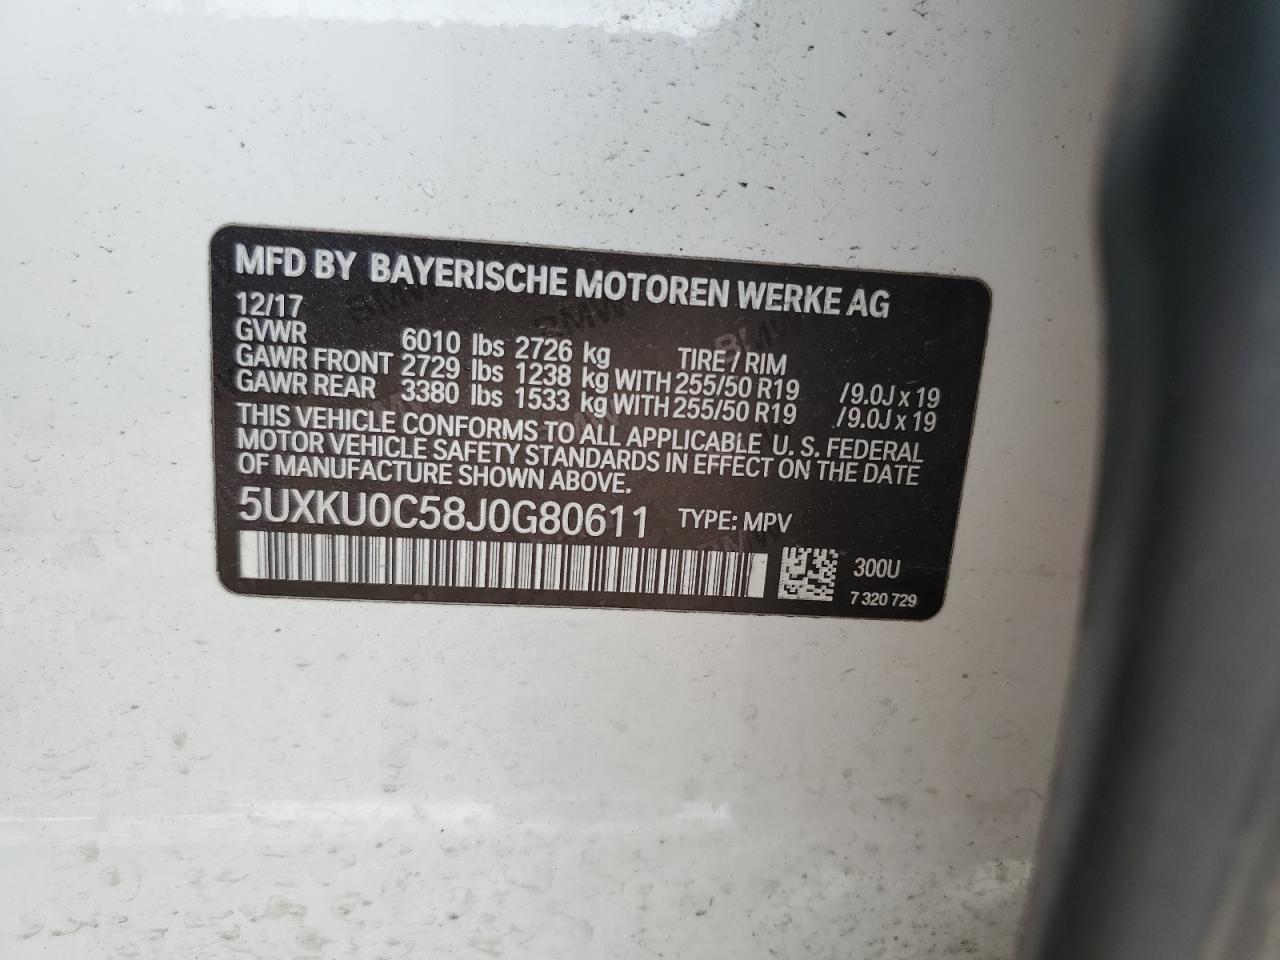 MFD BY BAYERISCHE MOTOREN WERKE AG
12/17
GVWR 6010 lbs 2726 kg TIRE / RIM
GAWR FRONT 2729 lbs 1238 kg WITH 255/50 R19 /9.0J x 19
GAWR REAR 3380 lbs 1533 kg WITH 255/50 R19 /9.0J x 19
THIS VEHICLE CONFORMS TO ALL APPLICABLE U. S. FEDERAL
MOTOR VEHICLE SAFETY STANDARDS IN EFFECT ON THE DATE
OF MANUFACTURE SHOWN ABOVE.
5UXKU0C58J0G80611 TYPE: MPV
300U
7 320 729